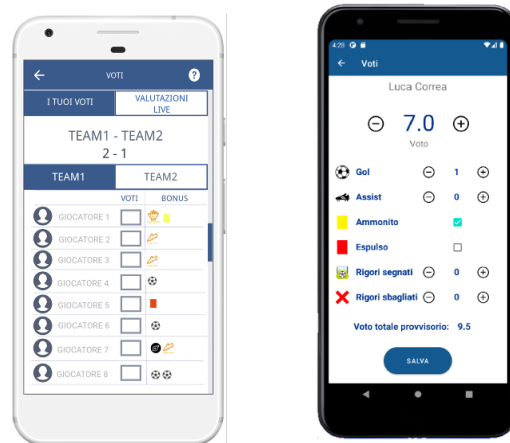 VOTI
?
I TUOI VOTI
VALUTAZIONI
LIVE
TEAM1 - TEAM2
2 - 1
TEAM1
TEAM2
VOTI
BONUS
GIOCATORE 1
GIOCATORE 2
GIOCATORE 3
GIOCATORE 4
GIOCATORE 5
GIOCATORE 6
GIOCATORE 7
GIOCATORE 8
4:28
Voti
Luca Correa
7.0
Voto
Gol 1
Assist 0
Ammonito
Espulso
Rigori segnati 0
Rigori sbagliati 0
Voto totale provvisorio: 9.5
SALVA